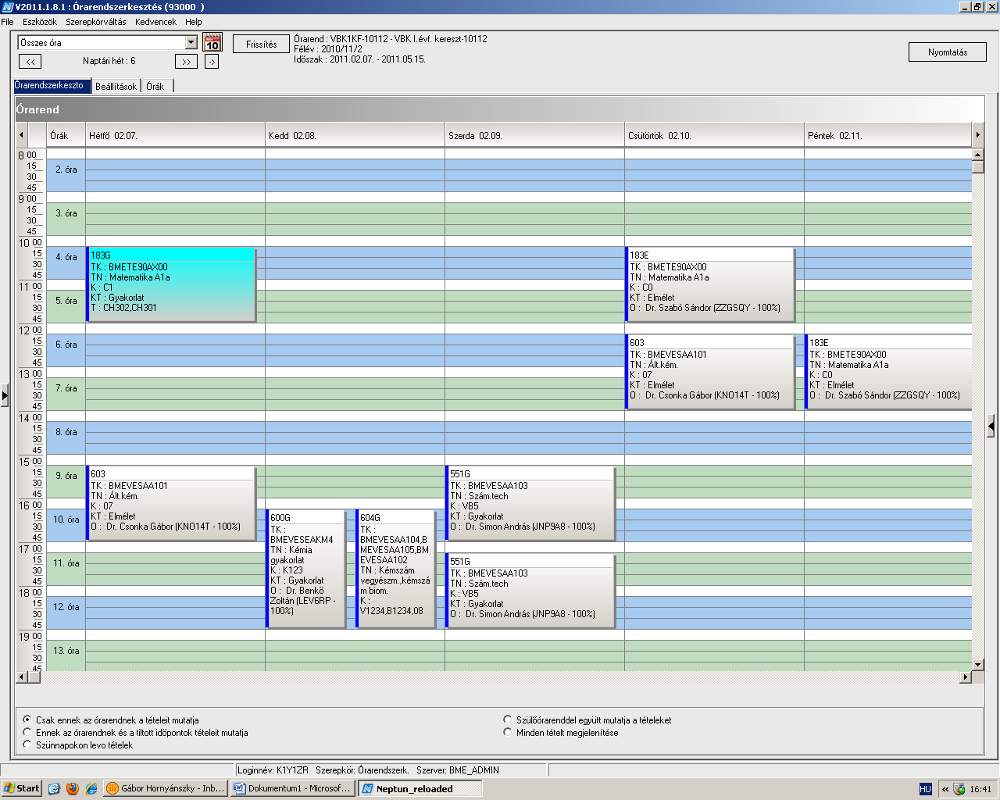 V2011.1.8.1 : Órarendszerkesztés (93000 )
File Eszközök Szerepkörváltás Kedvencek Help
Összes óra
10
Frissítés
Órarend : VBK1KF-10112 - VBK I.évf. kereszt-10112
Félév : 2010/11/2
Időszak : 2011.02.07. - 2011.05.15.
Nyomtatás
<< Naptári hét : 6 >> ->
Órarendszerkeszto Beállítások Órák
Órarend
Órák Hétfő 02.07. Kedd 02.08. Szerda 02.09. Csütörtök 02.10. Péntek 02.11.
8 00
15
30
45
2. óra
9 00
15
30
45
3. óra
10 00
15
30
45
4. óra
11 00
15
30
45
5. óra
12 00
15
30
45
6. óra
13 00
15
30
45
7. óra
14 00
15
30
45
8. óra
15 00
15
30
45
9. óra
16 00
15
30
45
10. óra
17 00
15
30
45
11. óra
18 00
15
30
45
12. óra
19 00
15
30
45
13. óra
183G
TK : BMETE90AX00
TN : Matematika A1a
K : C1
KT : Gyakorlat
T : CH302,CH301
603
TK : BMEVESAA101
TN : Ált.kém.
K : 07
KT : Elmélet
O : Dr. Csonka Gábor (KNO14T - 100%)
600G
TK :
BMEVESEAKM4
TN : Kémia
gyakorlat
K : K123
KT : Gyakorlat
O : Dr. Benkő
Zoltán (LEV6RP -
100%)
604G
TK :
BMEVESAA104,B
MEVESAA105,BM
EVESAA102
TN : Kémszám
vegyészm.,kémszá
m biom.
K :
V1234,B1234,08
551G
TK : BMEVESAA103
TN : Szám.tech
K : VB5
KT : Gyakorlat
O : Dr. Simon András (JNP9A8 - 100%)
551G
TK : BMEVESAA103
TN : Szám.tech
K : VB5
KT : Gyakorlat
O : Dr. Simon András (JNP9A8 - 100%)
183E
TK : BMETE90AX00
TN : Matematika A1a
K : C0
KT : Elmélet
O : Dr. Szabó Sándor (ZZGSQY - 100%)
603
TK : BMEVESAA101
TN : Ált.kém.
K : 07
KT : Elmélet
O : Dr. Csonka Gábor (KNO14T - 100%)
183E
TK : BMETE90AX00
TN : Matematika A1a
K : C0
KT : Elmélet
O : Dr. Szabó Sándor (ZZGSQY - 100%)
Csak ennek az órarendnek a tételeit mutatja
Ennek az órarendnek és a tiltott időpontok tételeit mutatja
Szünnapokon levo tételek
Szülőórarenddel együtt mutatja a tételeket
Minden tételt megjelenítése
Loginnév: K1Y1ZR Szerepkör: Órarendszerk. Szerver: BME_ADMIN
Start Gábor Hornyánszky - Inb... Dokumentum1 - Microsof... Neptun_reloaded HU « 16:41